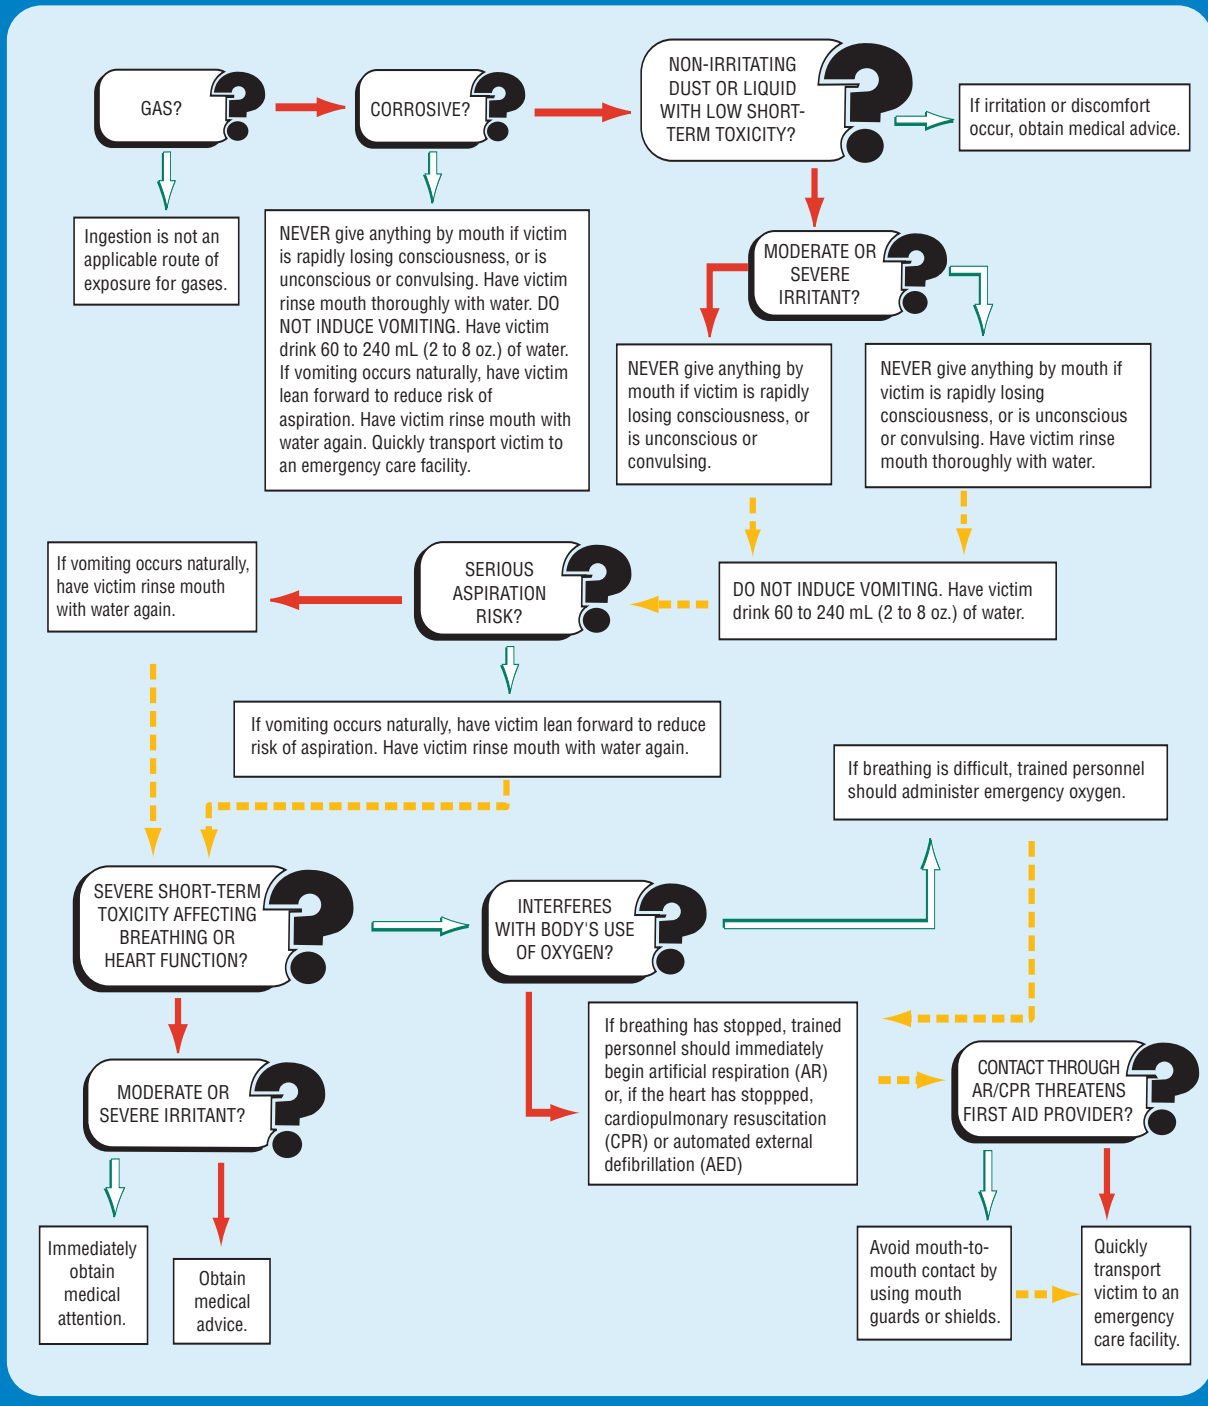 GAS?
CORROSIVE?
NON-IRRITATING
DUST OR LIQUID
WITH LOW SHORT-
TERM TOXICITY?
If irritation or discomfort
occur, obtain medical advice.
Ingestion is not an
applicable route of
exposure for gases.
NEVER give anything by mouth if victim
is rapidly losing consciousness, or is
unconscious or convulsing. Have victim
rinse mouth thoroughly with water. DO
NOT INDUCE VOMITING. Have victim
drink 60 to 240 mL (2 to 8 oz.) of water.
If vomiting occurs naturally, have victim
lean forward to reduce risk of
aspiration. Have victim rinse mouth with
water again. Quickly transport victim to
an emergency care facility.
MODERATE OR
SEVERE
IRRITANT?
NEVER give anything by
mouth if victim is rapidly
losing consciousness, or
is unconscious or
convulsing.
NEVER give anything by mouth if
victim is rapidly losing
consciousness, or is unconscious
or convulsing. Have victim rinse
mouth thoroughly with water.
If vomiting occurs naturally,
have victim rinse mouth
with water again.
SERIOUS
ASPIRATION
RISK?
DO NOT INDUCE VOMITING. Have victim
drink 60 to 240 mL (2 to 8 oz.) of water.
If vomiting occurs naturally, have victim lean forward to reduce
risk of aspiration. Have victim rinse mouth with water again.
If breathing is difficult, trained personnel
should administer emergency oxygen.
SEVERE SHORT-TERM
TOXICITY AFFECTING
BREATHING OR
HEART FUNCTION?
INTERFERES
WITH BODY'S USE
OF OXYGEN?
If breathing has stopped, trained
personnel should immediately
begin artificial respiration (AR)
or, if the heart has stoppped,
cardiopulmonary resuscitation
(CPR) or automated external
defibrillation (AED)
CONTACT THROUGH
AR/CPR THREATENS
FIRST AID PROVIDER?
MODERATE OR
SEVERE IRRITANT?
Immediately
obtain
medical
attention.
Obtain
medical
advice.
Avoid mouth-to-
mouth contact by
using mouth
guards or shields.
Quickly
transport
victim to an
emergency
care facility.